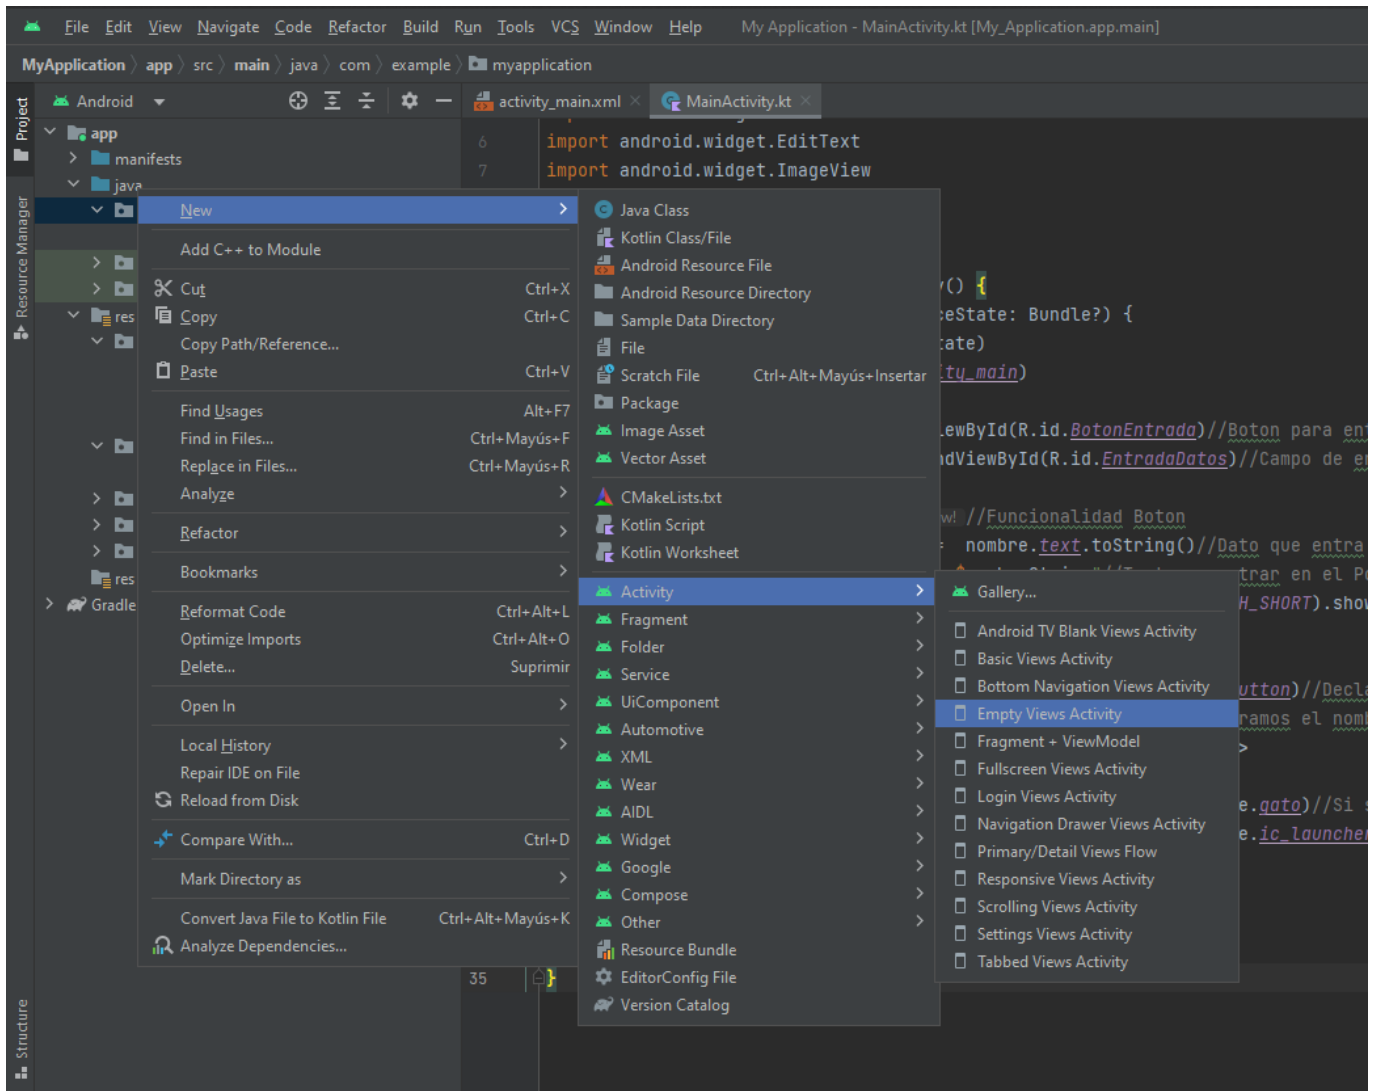 File Edit View Navigate Code Refactor Build Run Tools VCS Window Help My Application - MainActivity.kt [My_Application.app.main]
MyApplication app src main java com example myapplication
Project
Resource Manager
Structure
Android
activity_main.xml
MainActivity.kt
app
manifests
java
res
res
Gradle
6 import android.widget.EditText
7 import android.widget.ImageView
() {
State: Bundle?) {
ate)
ity_main)
ewById(R.id.BotonEntrada)//Boton para en
dViewById(R.id.EntradaDatos)//Campo de e
w! //Funcionalidad Boton
= nombre.text.toString()//Dato que entra
trar en el Po
H_SHORT).show
utton)//Decla
ramos el nomb
>
e.gato)//Si s
e.ic_launcher
35 }
New
Add C++ to Module
Cut Ctrl+X
Copy Ctrl+C
Copy Path/Reference...
Paste Ctrl+V
Find Usages Alt+F7
Find in Files... Ctrl+Mayús+F
Replace in Files... Ctrl+Mayús+R
Analyze
Refactor
Bookmarks
Reformat Code Ctrl+Alt+L
Optimize Imports Ctrl+Alt+O
Delete... Suprimir
Open In
Local History
Repair IDE on File
Reload from Disk
Compare With... Ctrl+D
Mark Directory as
Convert Java File to Kotlin File Ctrl+Alt+Mayús+K
Analyze Dependencies...
Java Class
Kotlin Class/File
Android Resource File
Android Resource Directory
Sample Data Directory
File
Scratch File Ctrl+Alt+Mayús+Insertar
Package
Image Asset
Vector Asset
CMakeLists.txt
Kotlin Script
Kotlin Worksheet
Activity
Fragment
Folder
Service
UiComponent
Automotive
XML
Wear
AIDL
Widget
Google
Compose
Other
Resource Bundle
EditorConfig File
Version Catalog
Gallery...
Android TV Blank Views Activity
Basic Views Activity
Bottom Navigation Views Activity
Empty Views Activity
Fragment + ViewModel
Fullscreen Views Activity
Login Views Activity
Navigation Drawer Views Activity
Primary/Detail Views Flow
Responsive Views Activity
Scrolling Views Activity
Settings Views Activity
Tabbed Views Activity